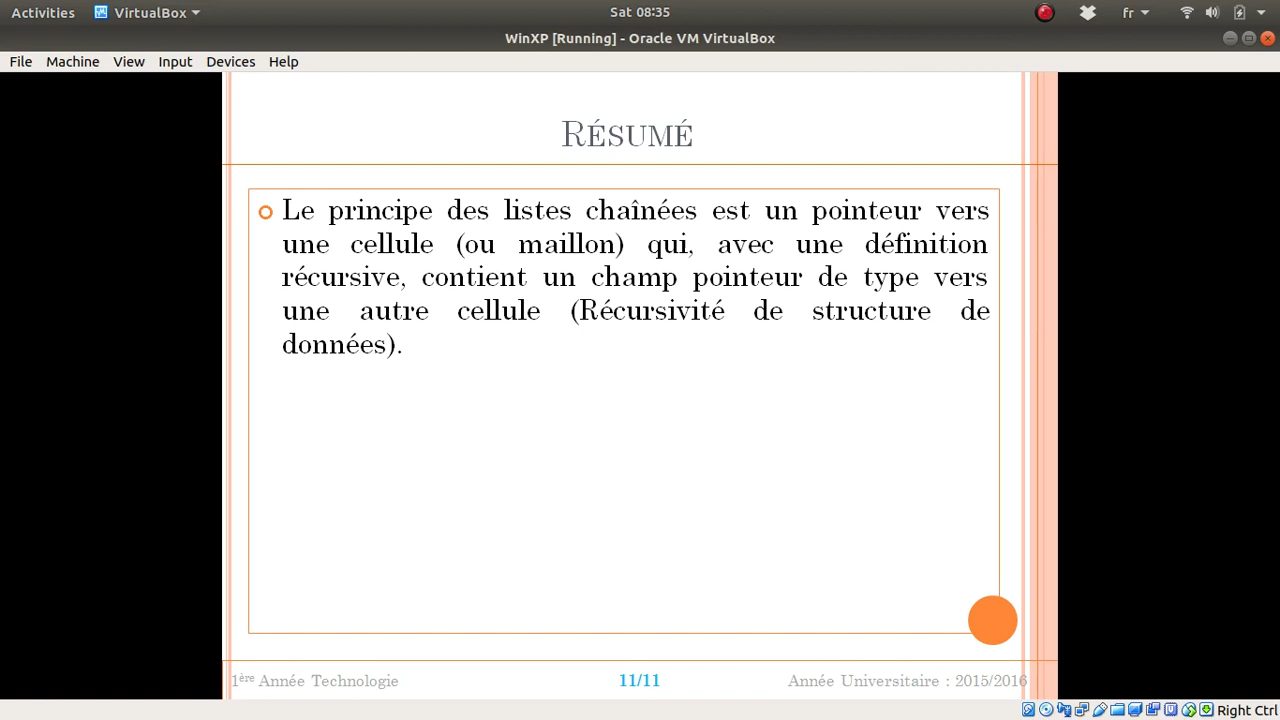 Activities VirtualBox Sat 08:35 fr
WinXP [Running] - Oracle VM VirtualBox
File Machine View Input Devices Help
RÉSUMÉ
Le principe des listes chaînées est un pointeur vers
une cellule (ou maillon) qui, avec une définition
récursive, contient un champ pointeur de type vers
une autre cellule (Récursivité de structure de
données).
1ère Année Technologie 11/11 Année Universitaire : 2015/2016
Right Ctrl